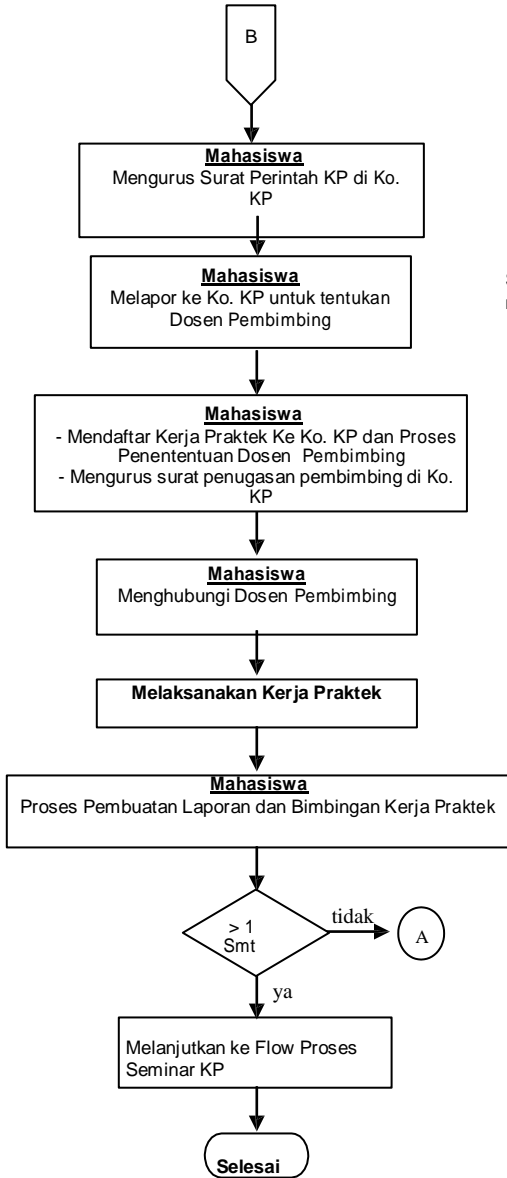 B
Mahasiswa
Mengurus Surat Perintah KP di Ko.
KP
Mahasiswa
Melapor ke Ko. KP untuk tentukan
Dosen Pembimbing
Mahasiswa
- Mendaftar Kerja Praktek Ke Ko. KP dan Proses
Penententuan Dosen Pembimbing
- Mengurus surat penugasan pembimbing di Ko.
KP
Mahasiswa
Menghubungi Dosen Pembimbing
Melaksanakan Kerja Praktek
Mahasiswa
Proses Pembuatan Laporan dan Bimbingan Kerja Praktek
> 1
Smt
tidak
A
ya
Melanjutkan ke Flow Proses
Seminar KP
Selesai